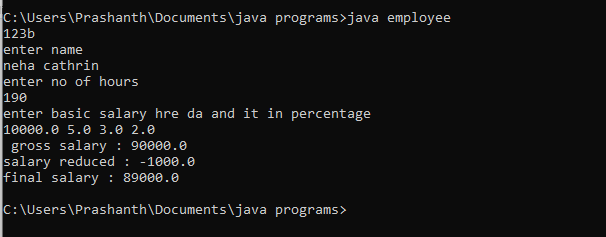 C:\Users\Prashanth\Documents\java programs>java employee
123b
enter name
neha cathrin
enter no of hours
190
enter basic salary hre da and it in percentage
10000.0 5.0 3.0 2.0
 gross salary : 90000.0
salary reduced : -1000.0
final salary : 89000.0

C:\Users\Prashanth\Documents\java programs>